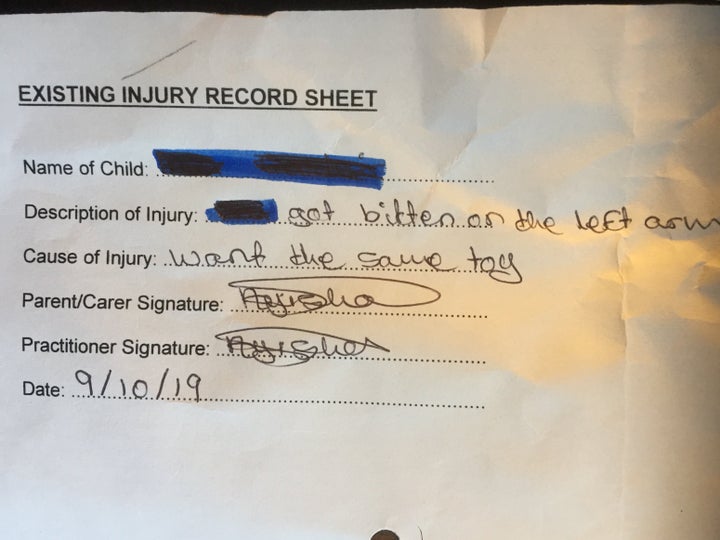 EXISTING INJURY RECORD SHEET
Name of Child:
Description of Injury: got bitten on the left arm
Cause of Injury: want the same toy
Parent/Carer Signature: Ayisha
Practitioner Signature:
Date: 9/10/19